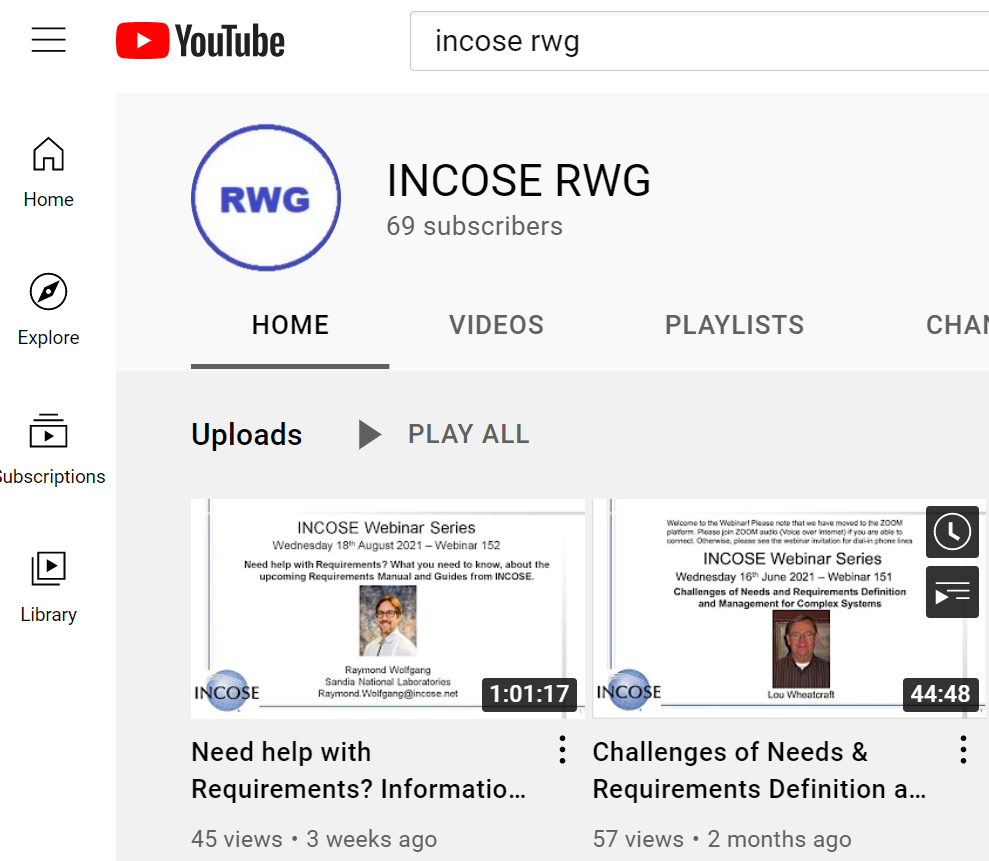 YouTube
incose rwg
Home
Explore
Subscriptions
Library
RWG
INCOSE RWG
69 subscribers
HOME
VIDEOS
PLAYLISTS
CHAN
Uploads
PLAY ALL
INCOSE Webinar Series
Wednesday 18th August 2021 – Webinar 152
Need help with Requirements? What you need to know, about the
upcoming Requirements Manual and Guides from INCOSE.
Raymond Wolfgang
Sandia National Laboratories
Raymond.Wolfgang@incose.net
INCOSE
1:01:17
Need help with
Requirements? Informatio...
45 views • 3 weeks ago
Welcome to the Webinar! Please note that we have moved to the ZOOM
platform. Please join ZOOM audio (Voice over Internet) if you are able to
connect. Otherwise, please see the webinar invitation for dial-in phone lines
INCOSE Webinar Series
Wednesday 16th June 2021 – Webinar 151
Challenges of Needs and Requirements Definition
and Management for Complex Systems
Lou Wheatcraft
INCOSE
44:48
Challenges of Needs &
Requirements Definition a...
57 views • 2 months ago